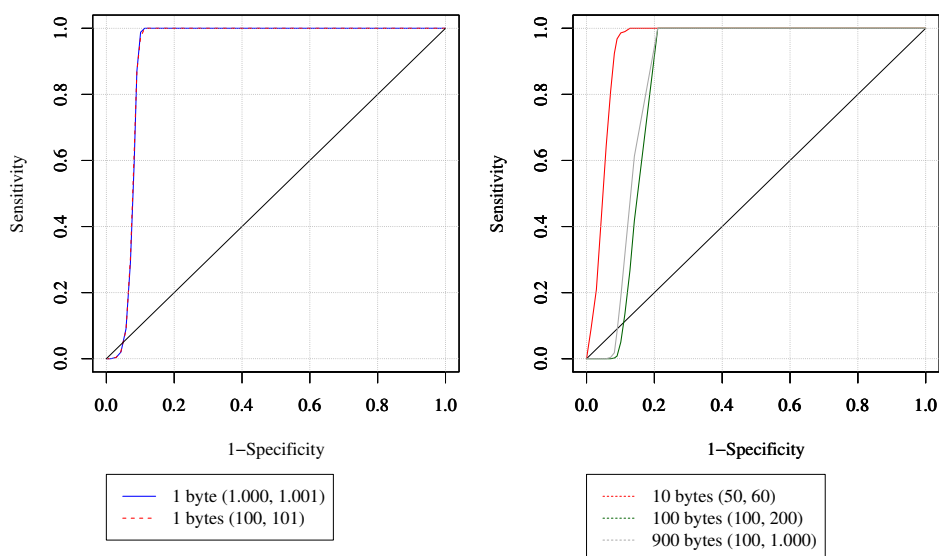 Sensitivity
1.0
0.8
0.6
0.4
0.2
0.0
0.0 0.2 0.4 0.6 0.8 1.0
1−Specificity
1 byte (1.000, 1.001)
1 bytes (100, 101)
Sensitivity
1.0
0.8
0.6
0.4
0.2
0.0
0.0 0.2 0.4 0.6 0.8 1.0
1−Specificity
10 bytes (50, 60)
100 bytes (100, 200)
900 bytes (100, 1.000)